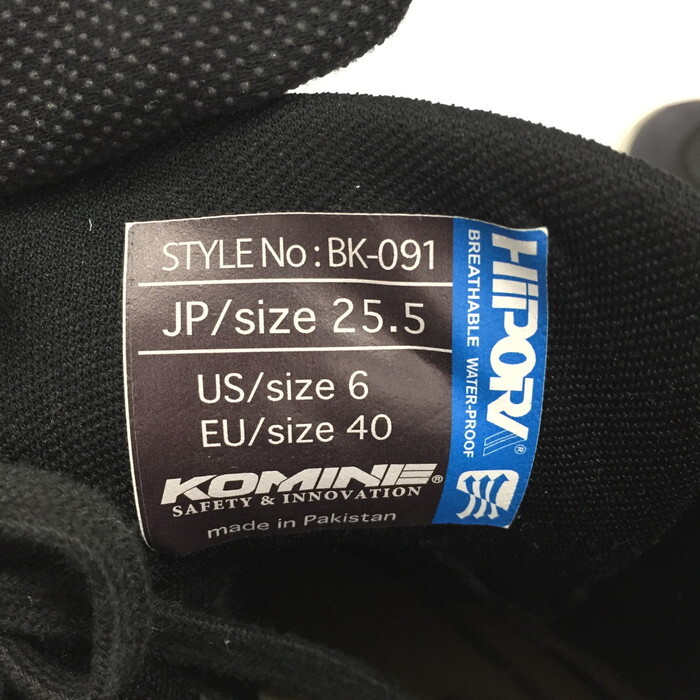 STYLE No : BK-091
JP/size 25.5
US/size 6
EU/size 40
KOMINE®
SAFETY & INNOVATION
made in Pakistan
HiPORA®
BREATHABLE WATER-PROOF